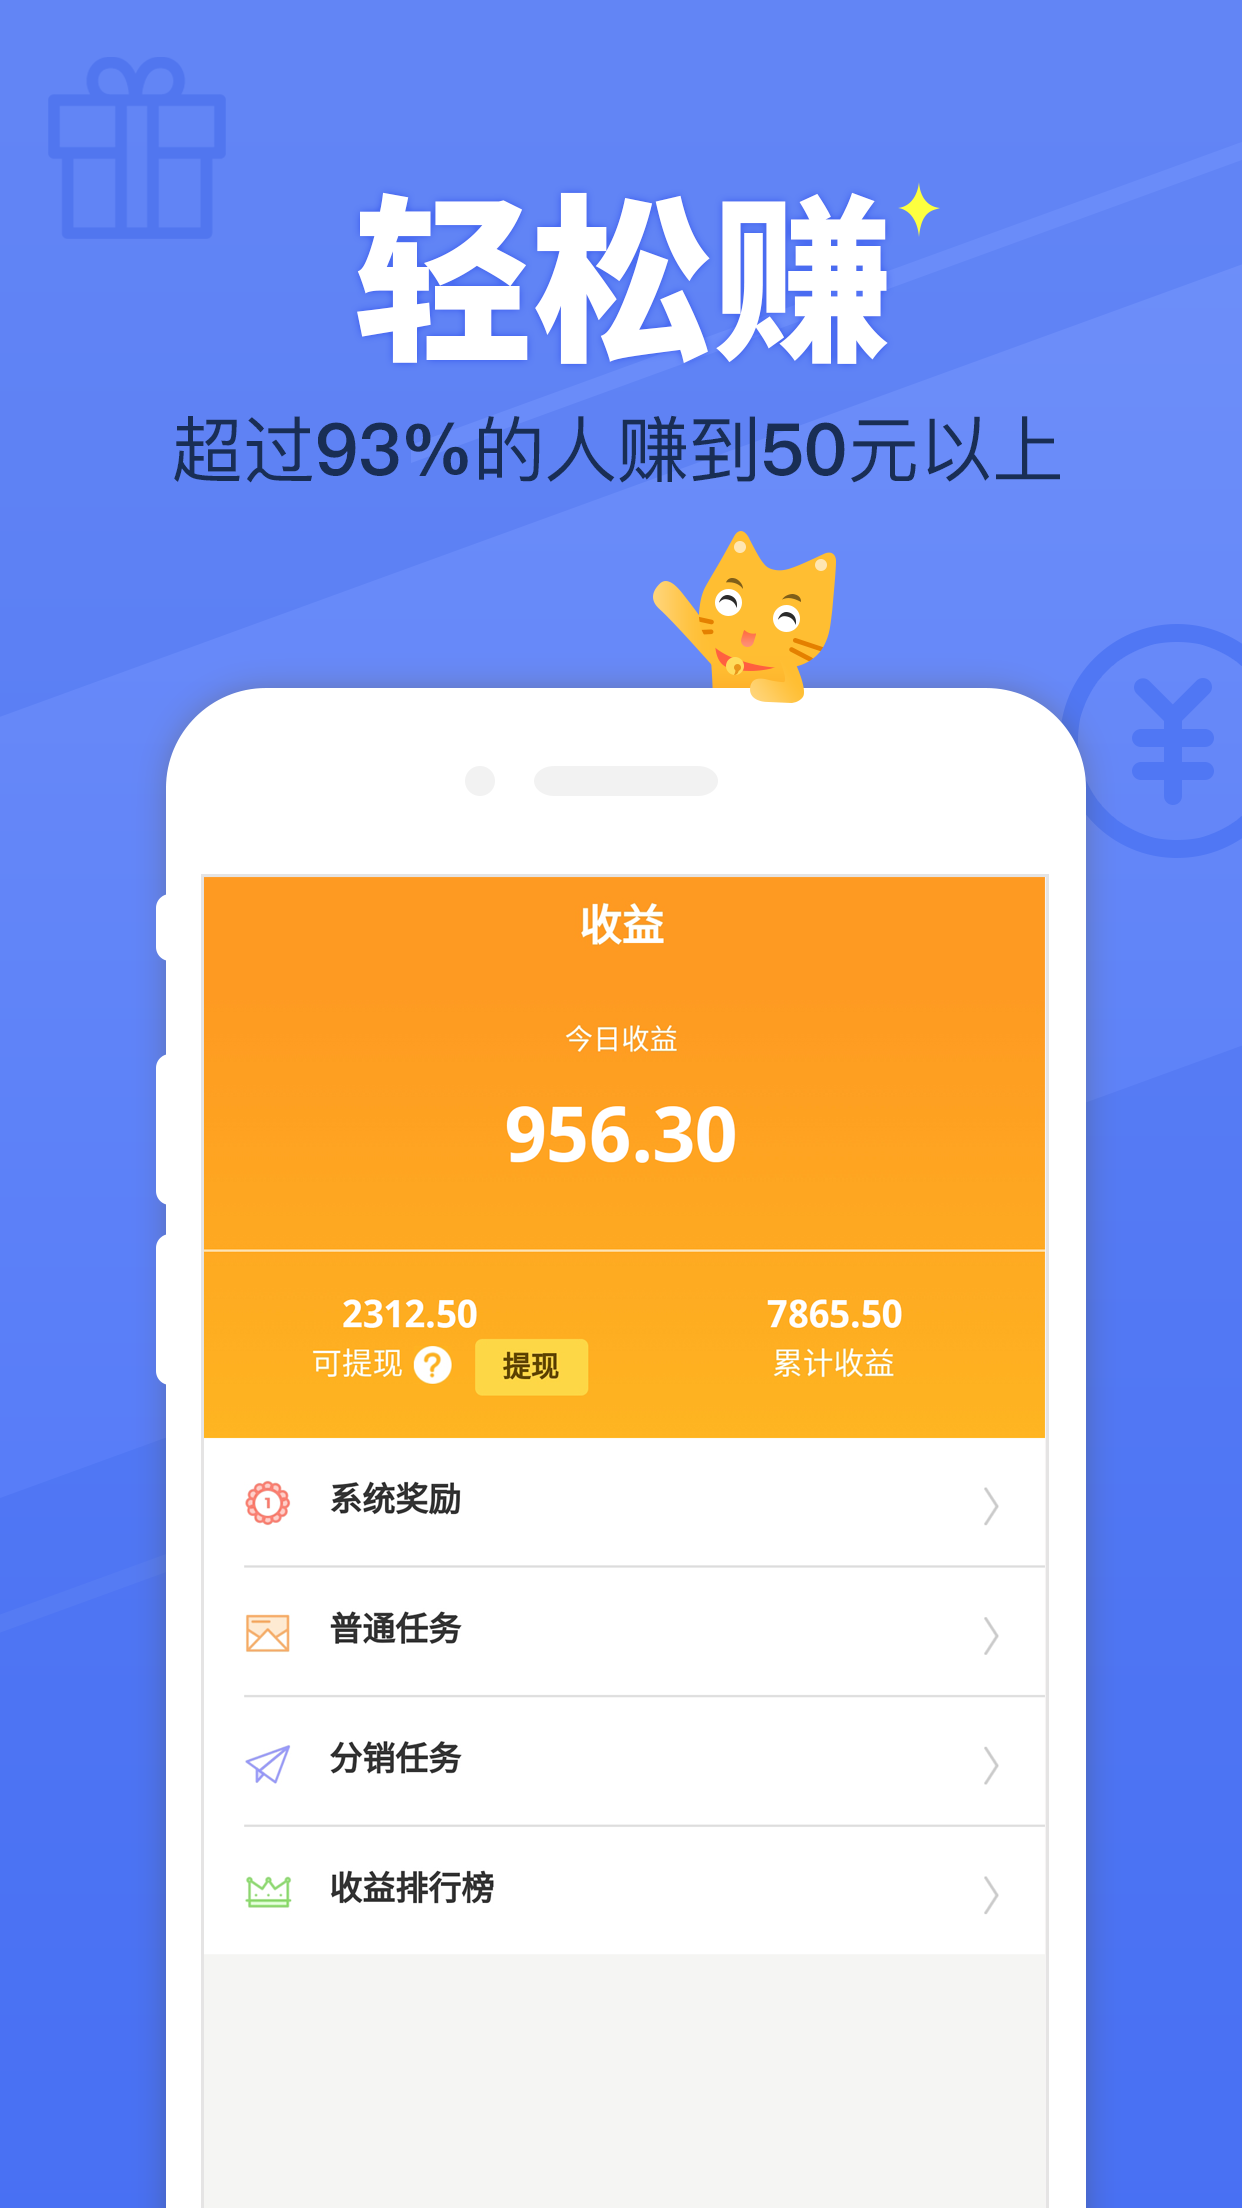 轻松赚
超过93%的人赚到50元以上
收益
今日收益
956.30
2312.50
7865.50
可提现 ? 提现
累计收益
1
系统奖励
普通任务
分销任务
收益排行榜